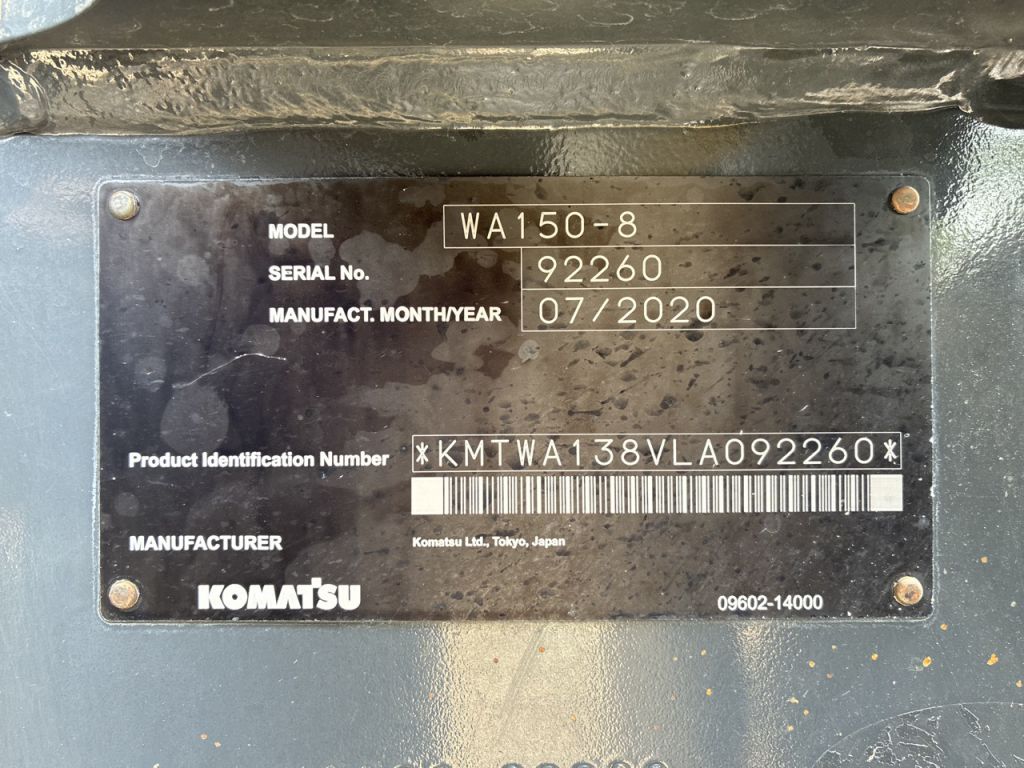 MODEL WA150-8
SERIAL No. 92260
MANUFACT. MONTH/YEAR 07/2020
Product Identification Number *KMTWA138VLA092260*
MANUFACTURER Komatsu Ltd., Tokyo, Japan
KOMATSU 09602-14000